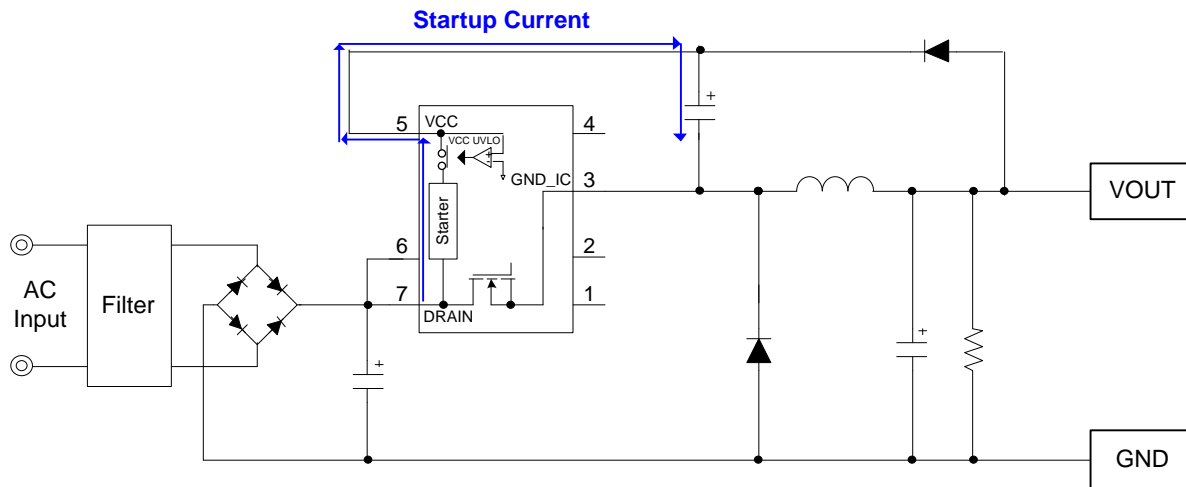 Startup Current
5
VCC
4
VCC UVLO
GND_IC
3
VOUT
Starter
6
2
AC
Input
Filter
7
1
DRAIN
GND
+
+
+